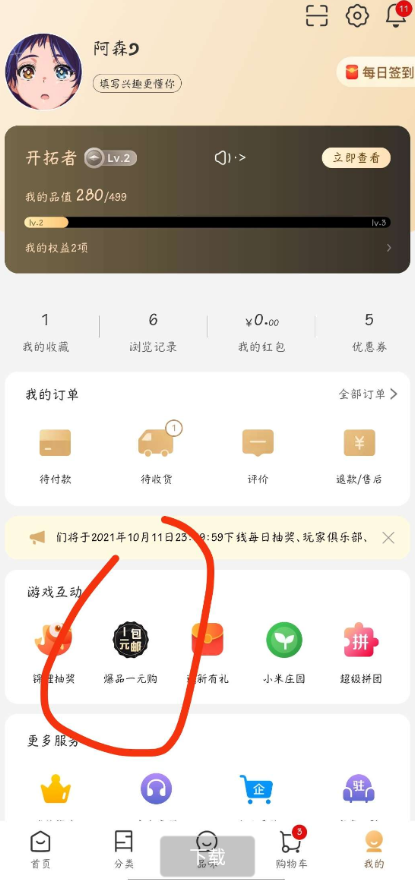 11
阿森
填写兴趣更懂你
每日签到
开拓者 Lv.2
立即查看
我的品值 280/499
lv.2 lv.3
我的权益2项
1 6 ¥0.00 5
我的收藏 浏览记录 我的红包 优惠券
我的订单 全部订单
1
¥
待付款 待收货 评价 退款/售后
们将于2021年10月11日23:59:59下线每日抽奖、玩家俱乐部、
游戏互动
1包
元邮
拼
锦鲤抽奖 爆品一元购 新有礼 小米庄园 超级拼团
更多服务
企 驻
3
首页 分类 品味 购物车 我的
下载